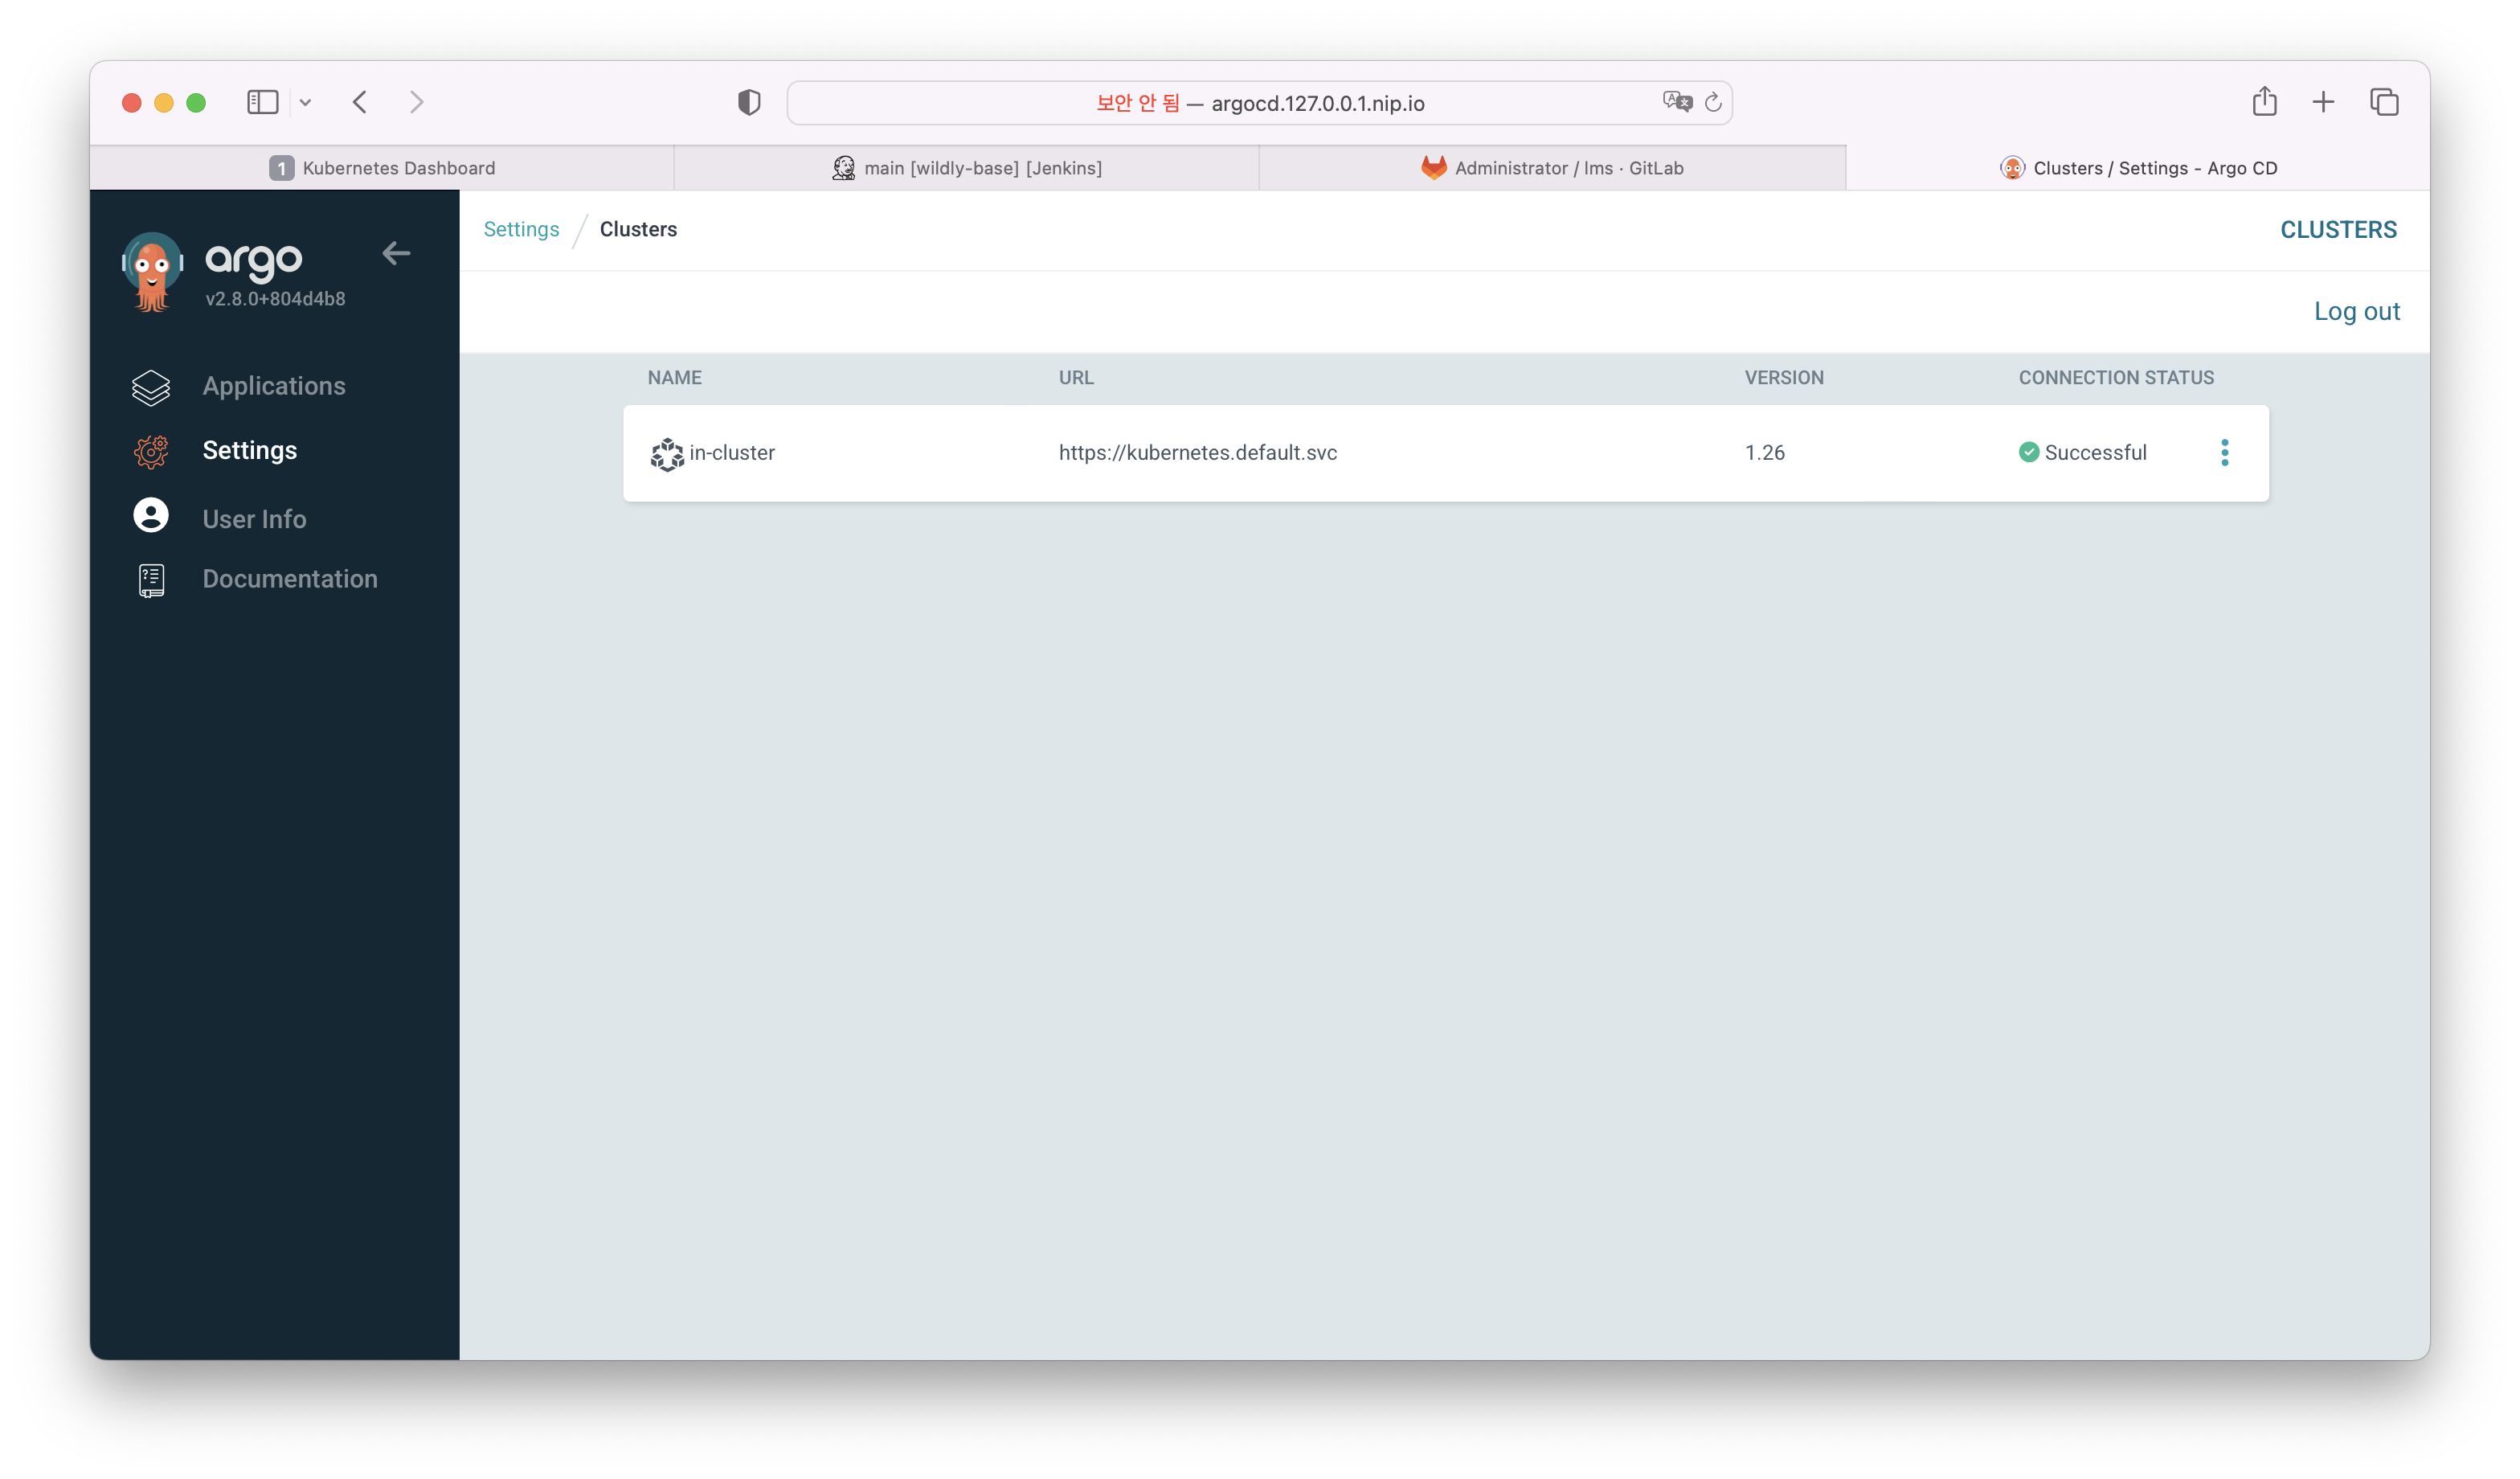 보안 안 됨 — argocd.127.0.0.1.nip.io
1 Kubernetes Dashboard
main [wildly-base] [Jenkins]
Administrator / lms · GitLab
Clusters / Settings - Argo CD
argo
v2.8.0+804d4b8
Applications
Settings
User Info
Documentation
Settings / Clusters
CLUSTERS
Log out
NAME URL VERSION CONNECTION STATUS
in-cluster https://kubernetes.default.svc 1.26 Successful